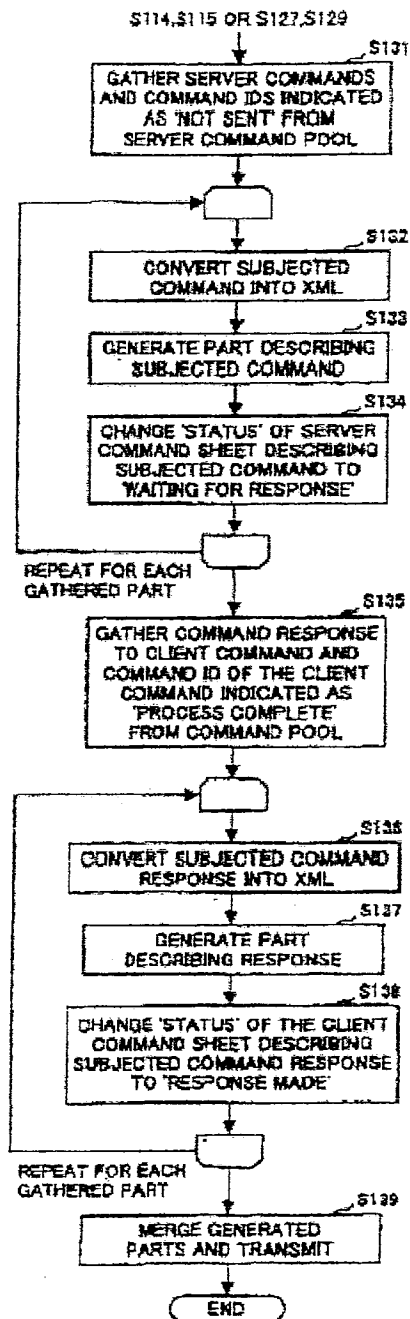 S114,S115 OR S127,S129
S131
GATHER SERVER COMMANDS
AND COMMAND IDS INDICATED
AS 'NOT SENT' FROM
SERVER COMMAND POOL
S132
CONVERT SUBJECTED
COMMAND INTO XML
S133
GENERATE PART DESCRIBING
SUBJECTED COMMAND
S134
CHANGE 'STATUS' OF SERVER
COMMAND SHEET DESCRIBING
SUBJECTED COMMAND TO
'WAITING FOR RESPONSE'
REPEAT FOR EACH
GATHERED PART
S135
GATHER COMMAND RESPONSE
TO CLIENT COMMAND AND
COMMAND ID OF THE CLIENT
COMMAND INDICATED AS
'PROCESS COMPLETE'
FROM COMMAND POOL
S136
CONVERT SUBJECTED COMMAND
RESPONSE INTO XML
S137
GENERATE PART
DESCRIBING RESPONSE
S138
CHANGE 'STATUS' OF THE CLIENT
COMMAND SHEET DESCRIBING
SUBJECTED COMMAND RESPONSE
TO 'RESPONSE MADE'
REPEAT FOR EACH
GATHERED PART
S139
MERGE GENERATED
PARTS AND TRANSMIT
END